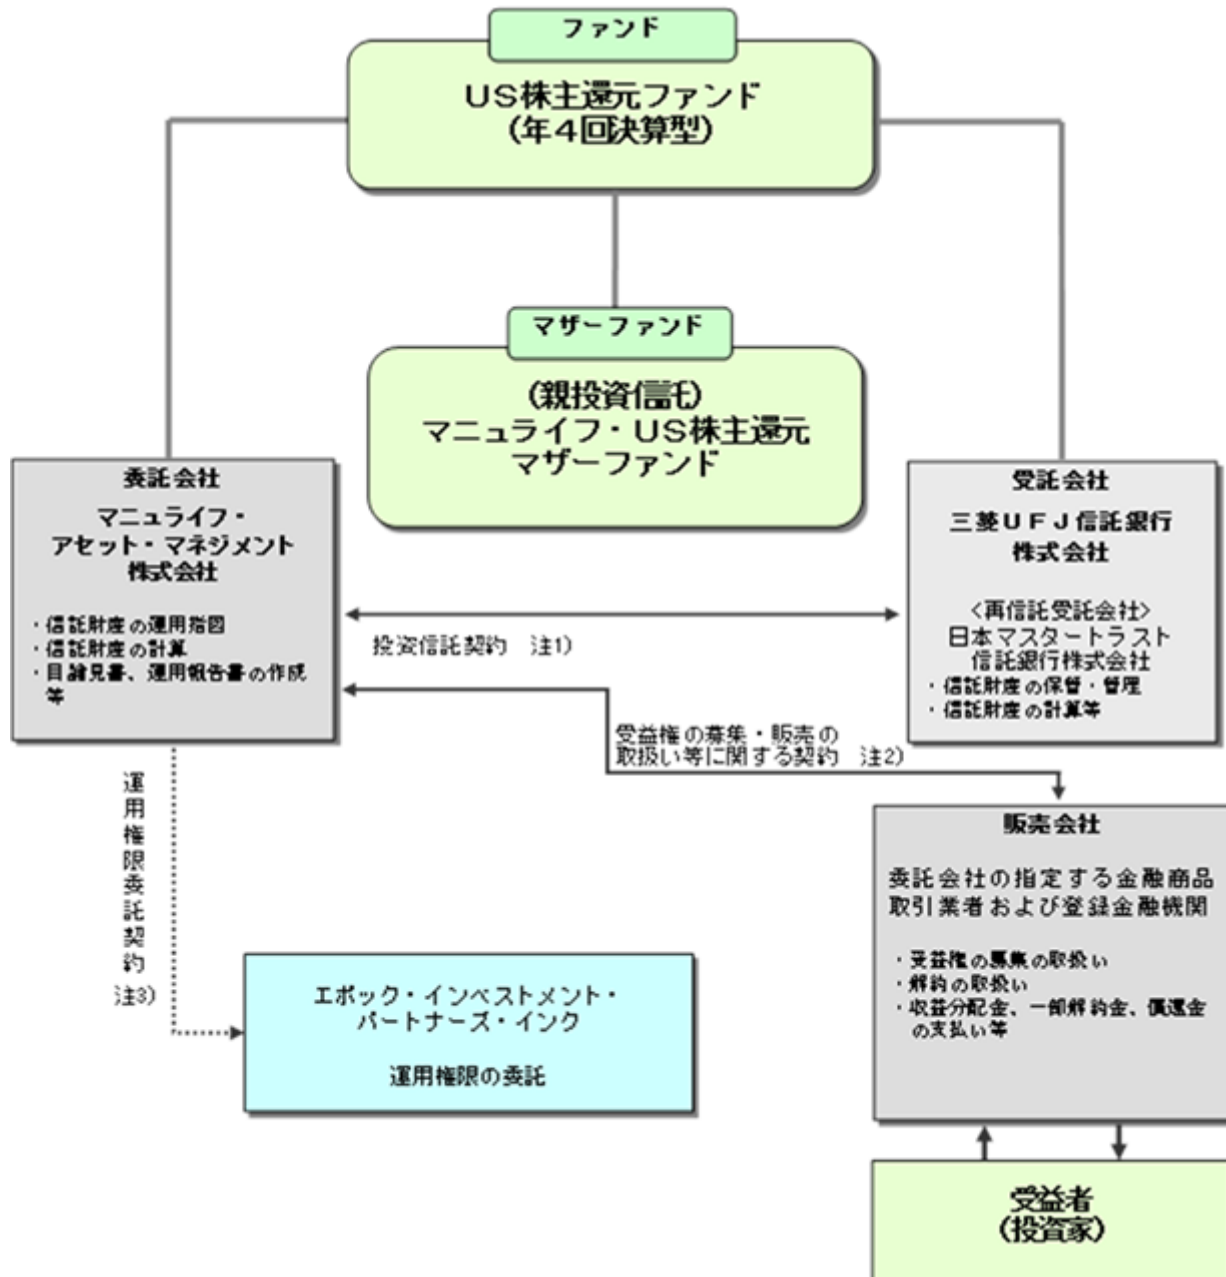 ファンド
US株主還元ファンド
(年4回決算型)
マザーファンド
(親投資信託)
マニュライフ・US株主還元
マザーファンド
委託会社
マニュライフ・
アセット・マネジメント
株式会社
・信託財産の運用指図
・信託財産の計算
・目論見書、運用報告書の作成
等
受託会社
三菱UFJ信託銀行
株式会社
<再信託受託会社>
日本マスタートラスト
信託銀行株式会社
・信託財産の保管・管理
・信託財産の計算等
投資信託契約 注1)
受益権の募集・販売の
取扱い等に関する契約 注2)
運用権限委託契約
注3)
エポック・インベストメント・
パートナーズ・インク
運用権限の委託
販売会社
委託会社の指定する金融商品
取引業者および登録金融機関
・受益権の募集の取扱い
・解約の取扱い
・収益分配金、一部解約金、償還金
の支払い等
受益者
(投資家)